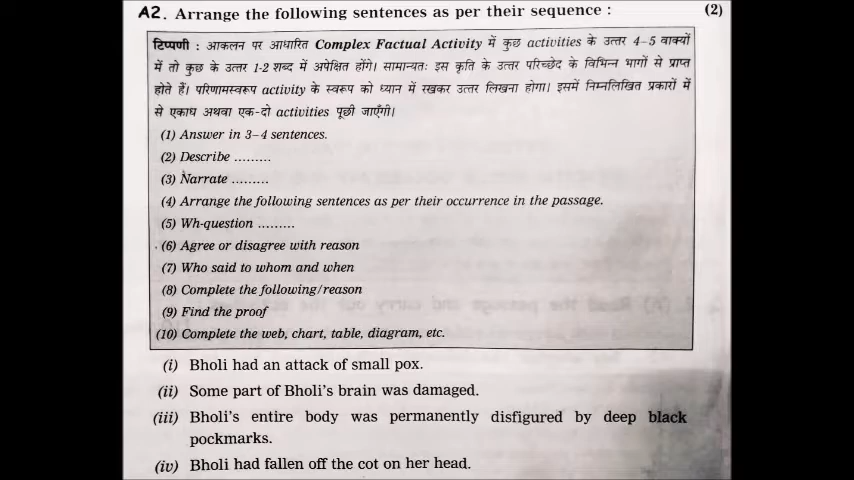 A2. Arrange the following sentences as per their sequence : (2)
टिप्पणी : आकलन पर आधारित Complex Factual Activity में कुछ activities के उत्तर 4-5 वाक्यों
में तो कुछ के उत्तर 1-2 शब्द में अपेक्षित होंगे। सामान्यतः इस कृति के उत्तर परिच्छेद के विभिन्न भागों से प्राप्त
होते हैं। परिणामस्वरूप activity के स्वरूप को ध्यान में रखकर उत्तर लिखना होगा। इसमें निम्नलिखित प्रकारों में
से एकाध अथवा एक-दो activities पूछी जाएँगी।
(1) Answer in 3-4 sentences.
(2) Describe .........
(3) Narrate .........
(4) Arrange the following sentences as per their occurrence in the passage.
(5) Wh-question .........
(6) Agree or disagree with reason
(7) Who said to whom and when
(8) Complete the following/reason
(9) Find the proof
(10) Complete the web, chart, table, diagram, etc.
(i) Bholi had an attack of small pox.
(ii) Some part of Bholi's brain was damaged.
(iii) Bholi's entire body was permanently disfigured by deep black
pockmarks.
(iv) Bholi had fallen off the cot on her head.